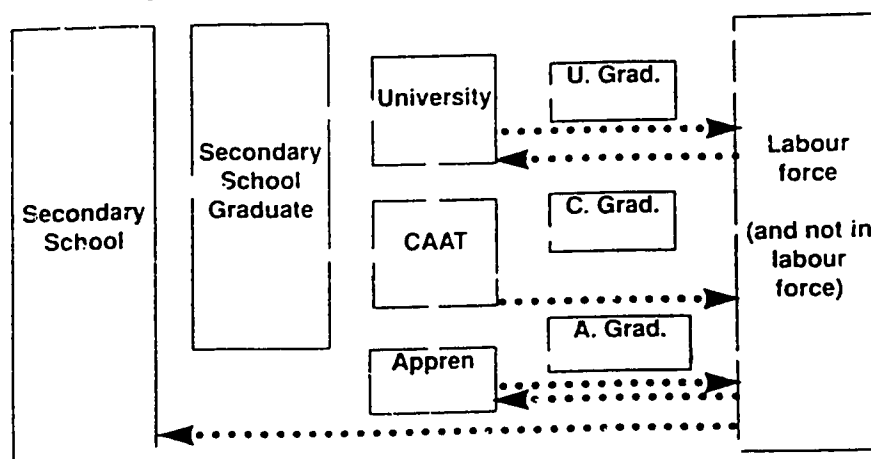 Secondary
School
Secondary
School
Graduate
University
CAAT
Appren
U. Grad.
C. Grad.
A. Grad.
Labour
force
(and not in
labour
force)